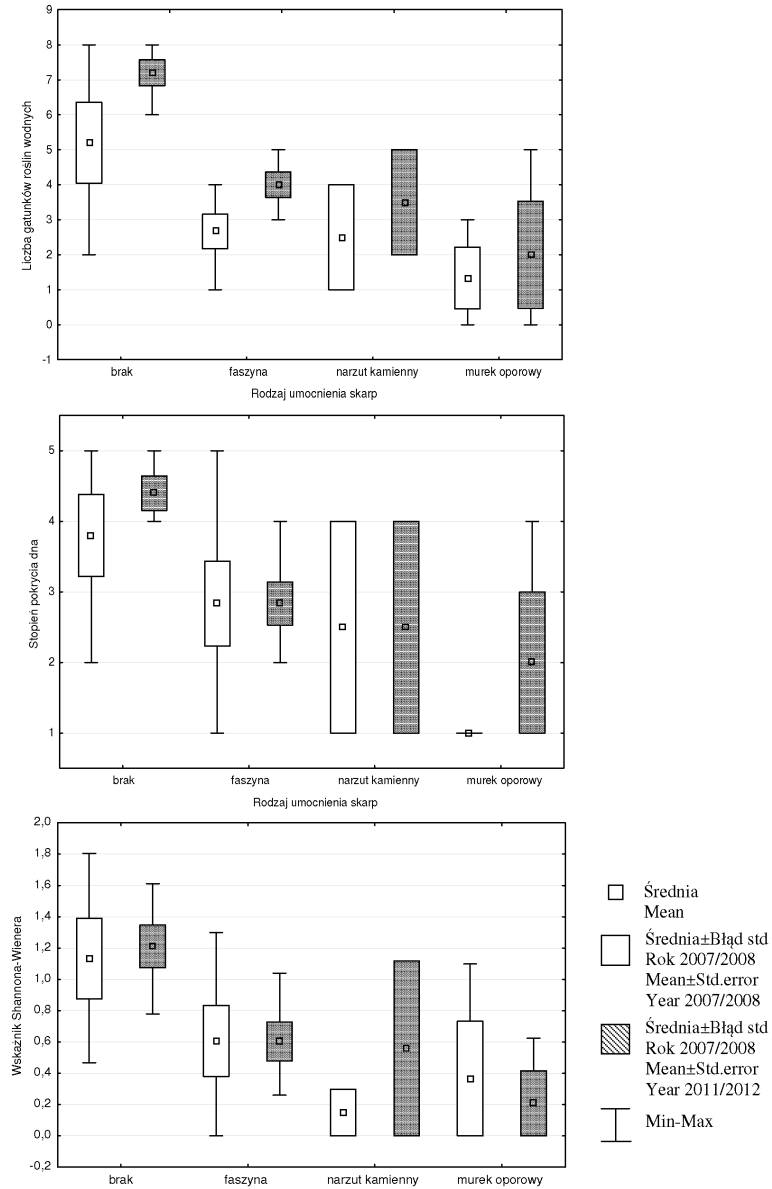 9
8
7
6
5
4
3
2
1
0
-1
Liczba gatunków roślin wodnych
brak faszyna narzut kamienny murek oporowy
Rodzaj umocnienia skarp
5
4
3
2
1
Stopień pokrycia dna
brak faszyna narzut kamienny murek oporowy
Rodzaj umocnienia skarp
2,0
1,8
1,6
1,4
1,2
1,0
0,8
0,6
0,4
0,2
0,0
-0,2
Wskaźnik Shannona-Wienera
brak faszyna narzut kamienny murek oporowy
Średnia
Mean
Średnia±Błąd std
Rok 2007/2008
Mean±Std.error
Year 2007/2008
Średnia±Błąd std
Rok 2007/2008
Mean±Std.error
Year 2011/2012
Min-Max